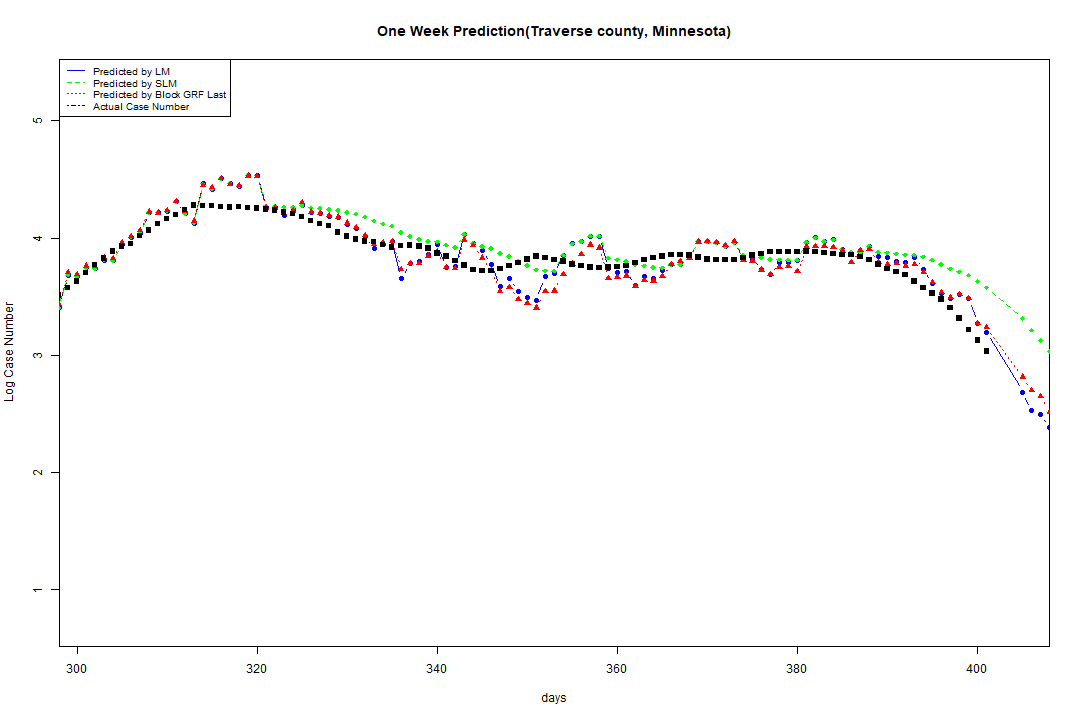 One Week Prediction(Traverse county, Minnesota)
Predicted by LM
Predicted by SLM
Predicted by Block GRF Last
Actual Case Number
5
4
3
2
1
Log Case Number
300 320 340 360 380 400
days